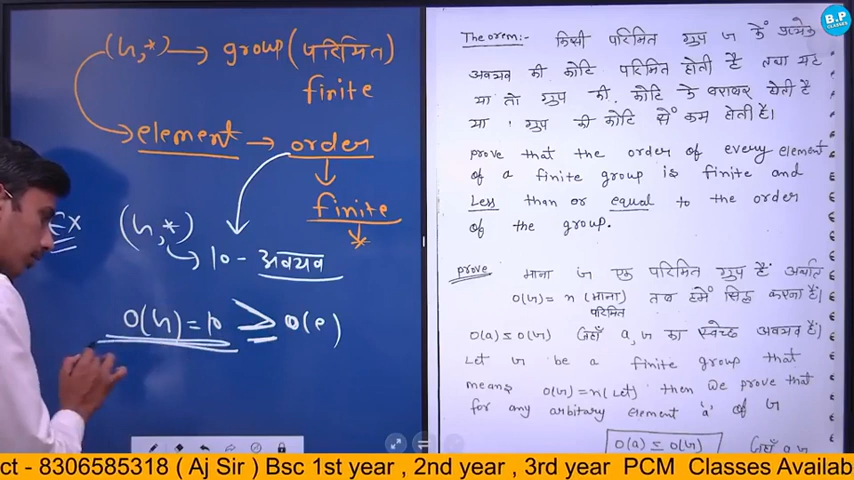 (G,*) → group (परिमित)
finite
element → order
↓
finite
Ex (G,*)
10 - अवयव
O(G) = 10 ≥ O(e)
B.P
CLASSES
Theorem:- किसी परिमित ग्रुप G के प्रत्येक
अवयव की कोटि परिमित होती है तथा यह
या तो ग्रुप की कोटि के बराबर होती है
या ग्रुप की कोटि से कम होती है।
prove that the order of every element
of a finite group is finite and
Less than or equal to the order
of the group.
prove माना G एक परिमित ग्रुप है अर्थात
O(G) = n (माना) तब हमें सिद्ध करना है।
परिमित
O(a) ≤ O(G) जहाँ a, G का स्वेच्छ अवयव है।
Let G be a finite group that
means O(G) = n (Let) then We prove that
for any arbitary element 'a' of G
O(a) ≤ O(G) जहाँ a, G
ct - 8306585318 ( Aj Sir ) Bsc 1st year , 2nd year , 3rd year PCM Classes Availab